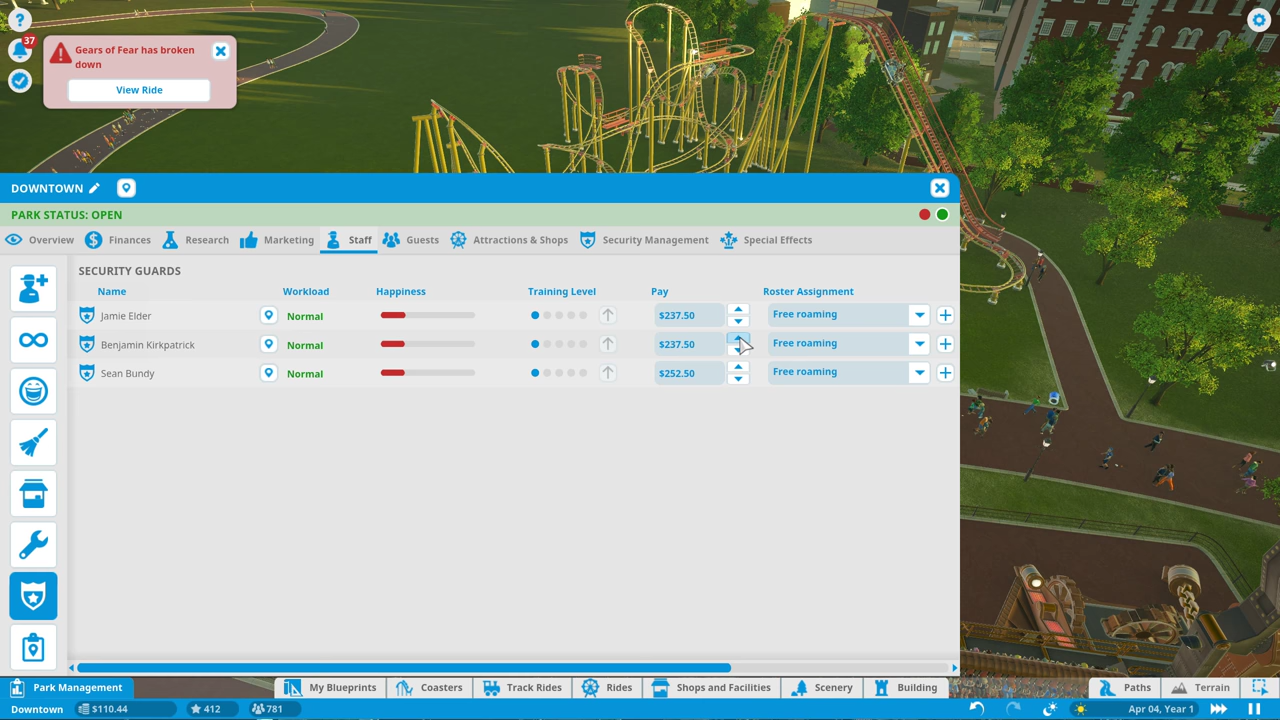 ?
37
Gears of Fear has broken
down
View Ride
DOWNTOWN
PARK STATUS: OPEN
Overview
Finances
Research
Marketing
Staff
Guests
Attractions & Shops
Security Management
Special Effects
SECURITY GUARDS
Name Workload Happiness Training Level Pay Roster Assignment
Jamie Elder Normal $237.50 Free roaming
Benjamin Kirkpatrick Normal $237.50 Free roaming
Sean Bundy Normal $252.50 Free roaming
Park Management
My Blueprints
Coasters
Track Rides
Rides
Shops and Facilities
Scenery
Building
Paths
Terrain
Downtown $110.44 412 781 Apr 04, Year 1